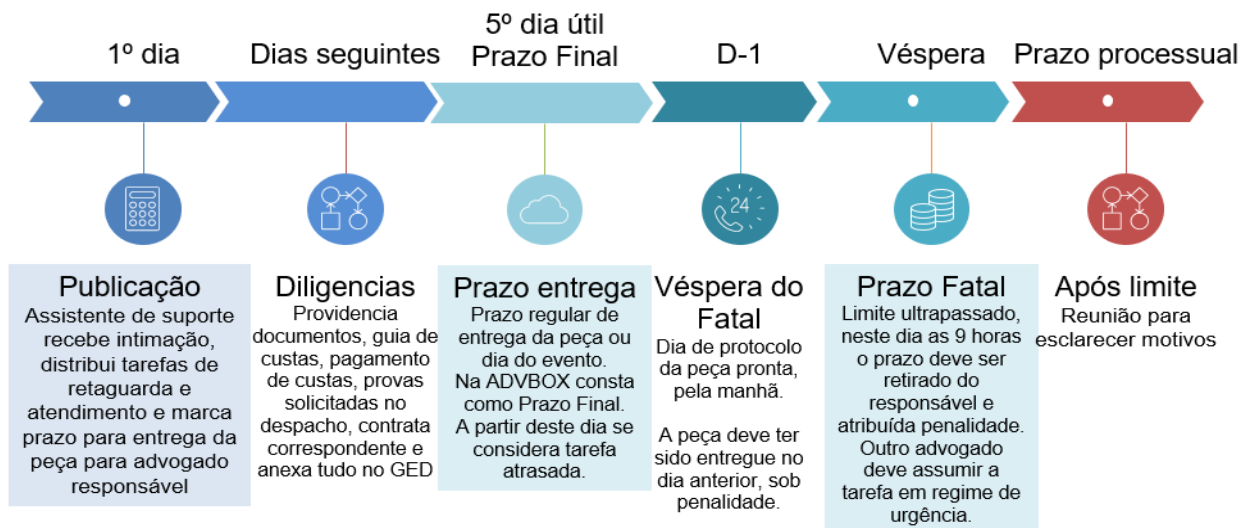 1º dia
Dias seguintes
5º dia útil
Prazo Final
D-1
Véspera
Prazo processual
24
Publicação
Assistente de suporte
recebe intimação,
distribui tarefas de
retaguarda e
atendimento e marca
prazo para entrega da
peça para advogado
responsável
Diligencias
Providencia
documentos, guia de
custas, pagamento
de custas, provas
solicitadas no
despacho, contrata
correspondente e
anexa tudo no GED
Prazo entrega
Prazo regular de
entrega da peça ou
dia do evento.
Na ADVBOX consta
como Prazo Final.
A partir deste dia se
considera tarefa
atrasada.
Véspera do
Fatal
Dia de protocolo
da peça pronta,
pela manhã.
A peça deve ter
sido entregue no
dia anterior, sob
penalidade.
Prazo Fatal
Limite ultrapassado,
neste dia as 9 horas
o prazo deve ser
retirado do
responsável e
atribuída penalidade.
Outro advogado
deve assumir a
tarefa em regime de
urgência.
Após limite
Reunião para
esclarecer motivos